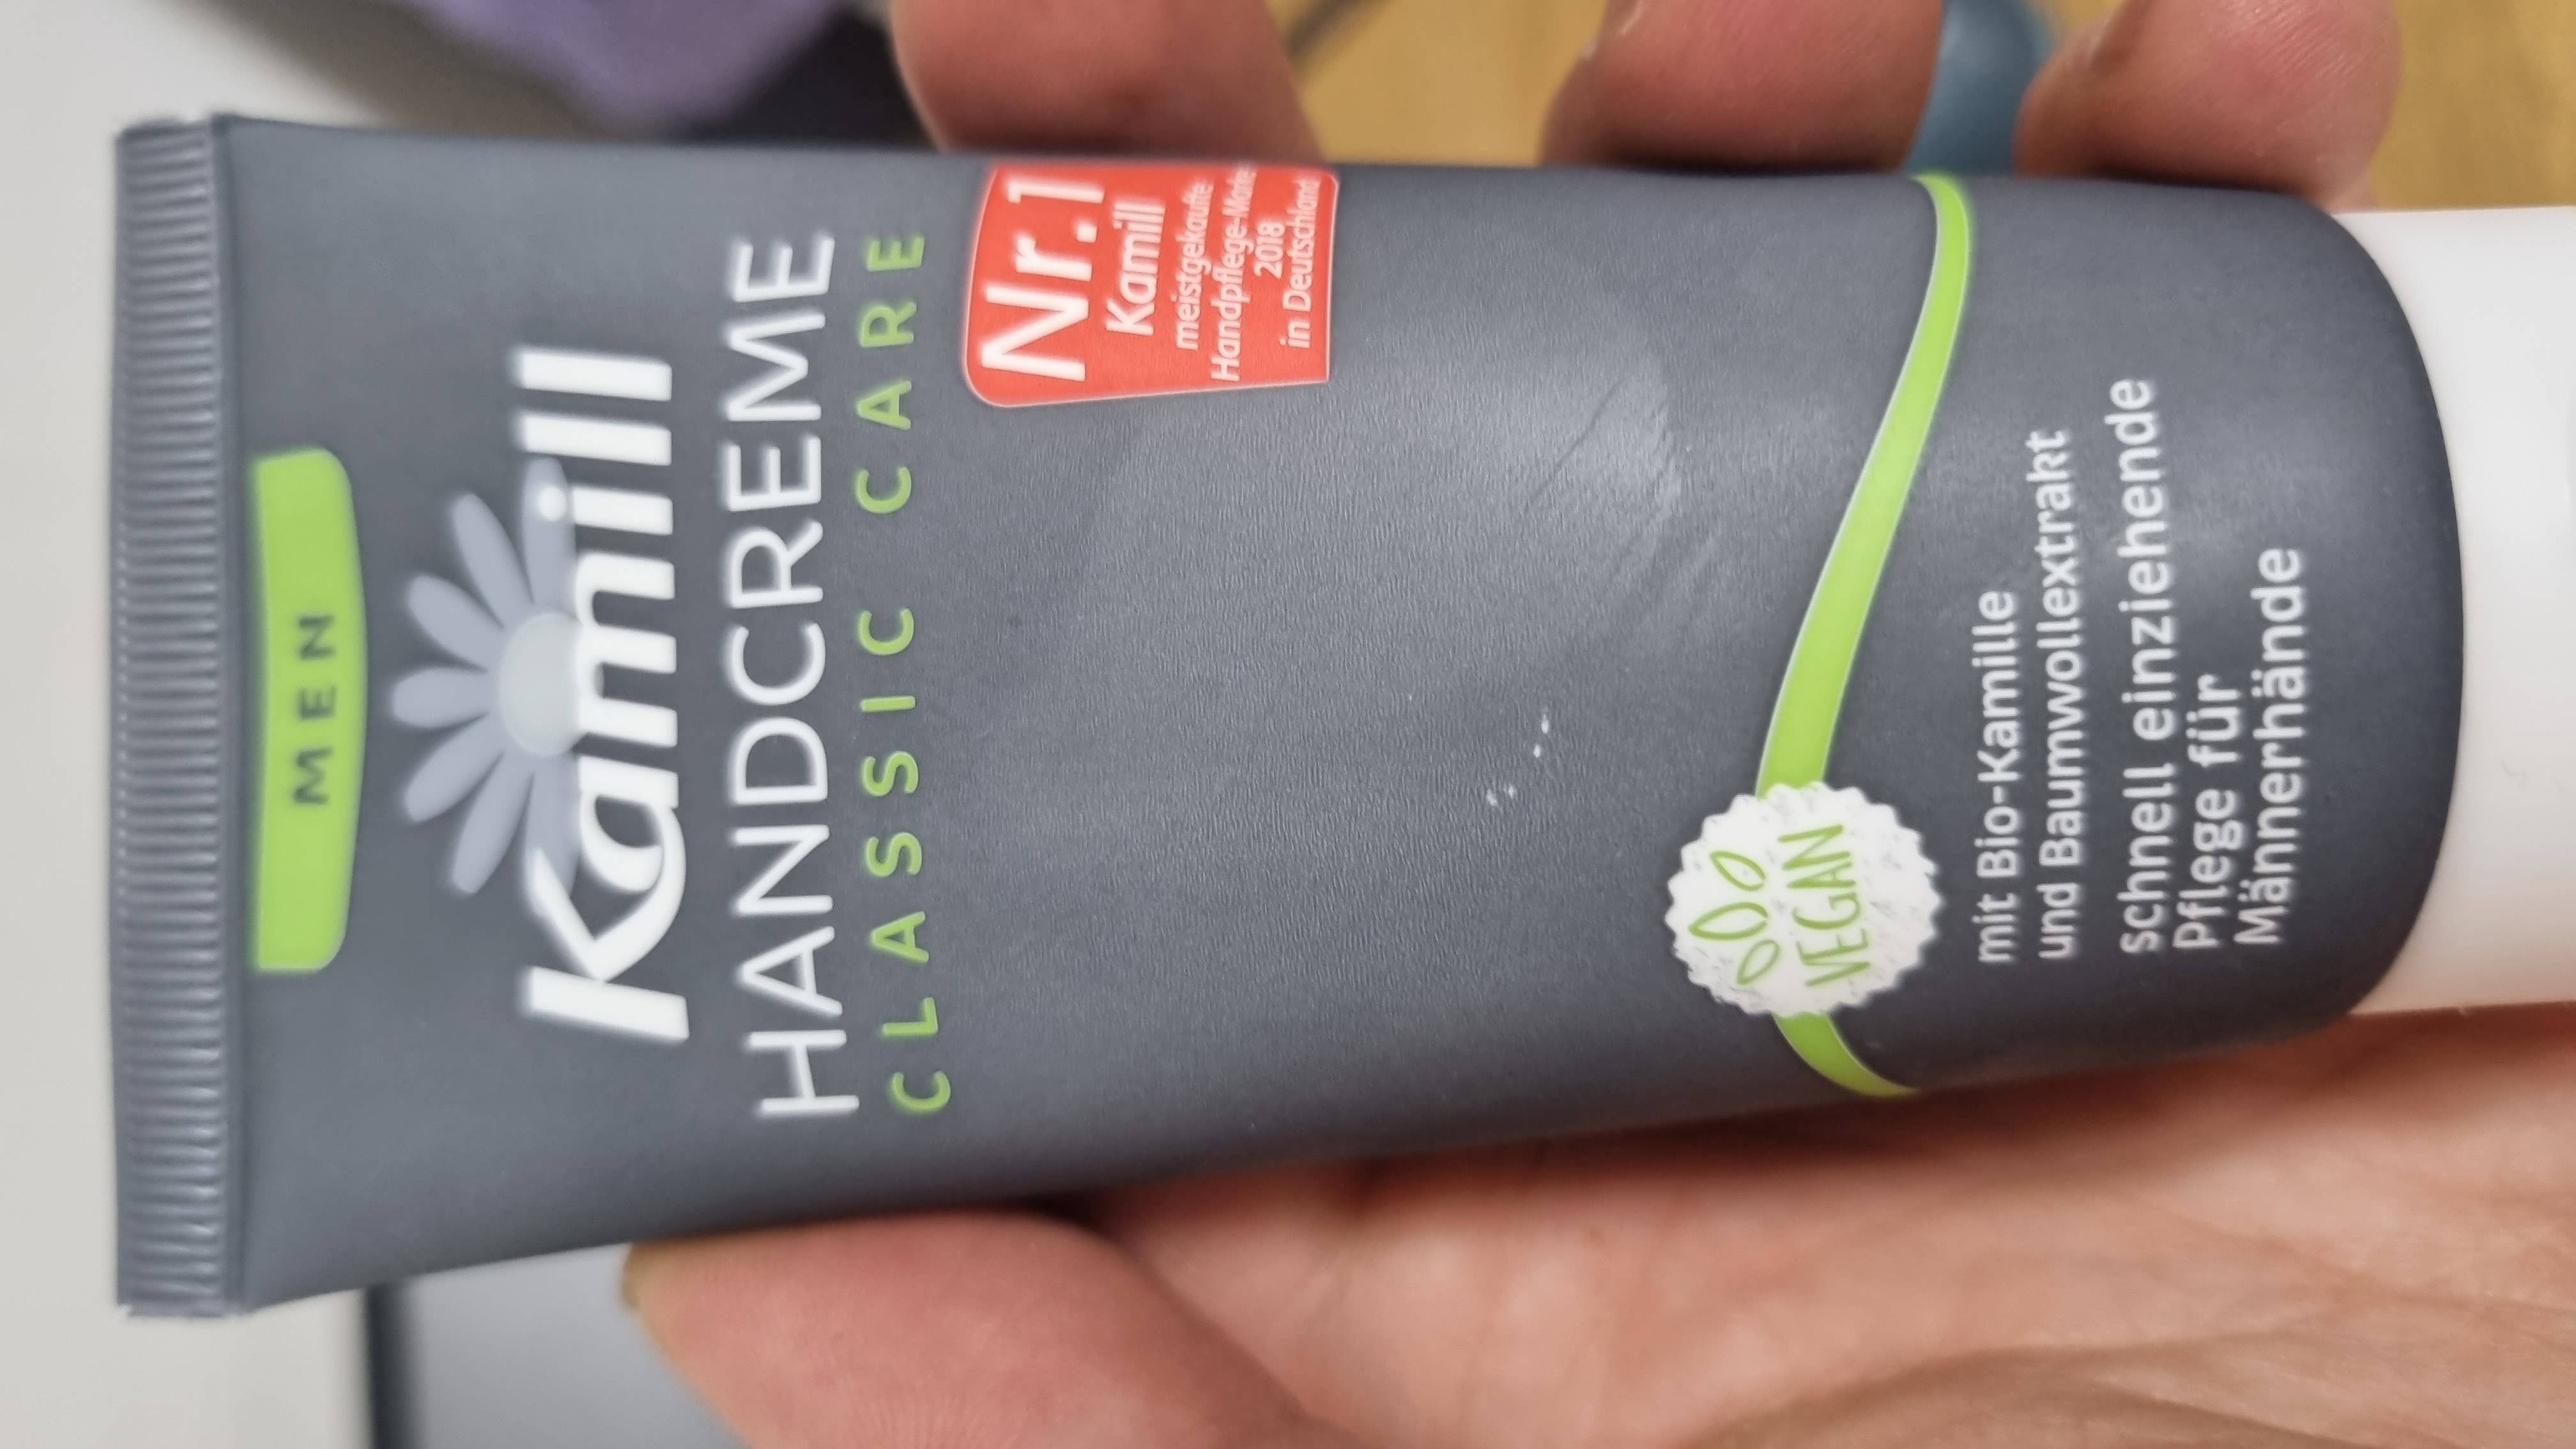 MEN
Kamill
HANDCREME
CLASSIC CARE
Nr.1
Kamill
meistgekaufte
Handpflege-Marke
2018
in Deutschland
VEGAN
mit Bio-Kamille
und Baumwollextrakt
schnell einziehende
Pflege für
Männerhände